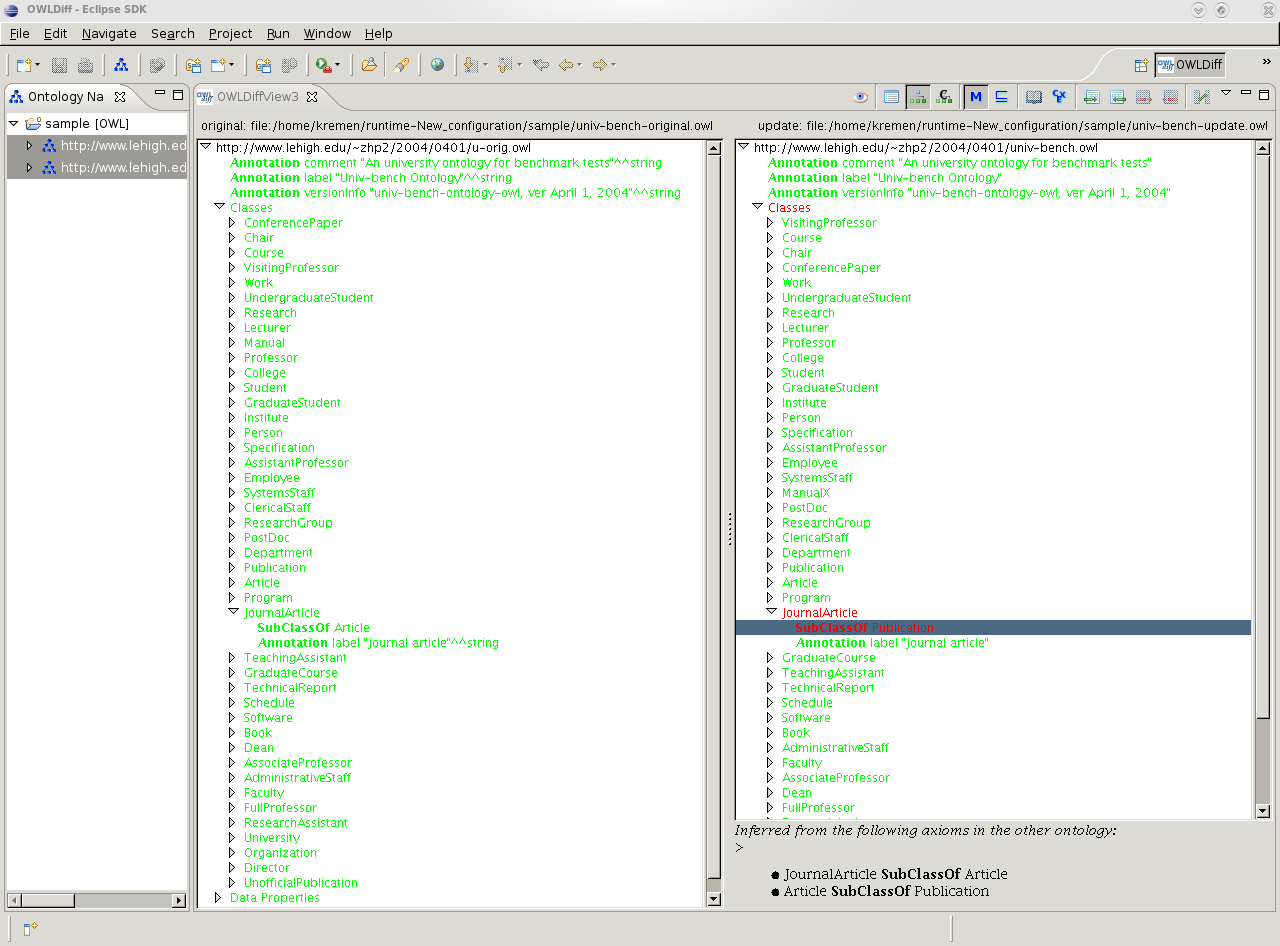 OWLDiff - Eclipse SDK
File Edit Navigate Search Project Run Window Help
OWLDiff
Ontology Na
OWLDiffView3
sample [OWL]
http://www.lehigh.ed
http://www.lehigh.ed
original: file:/home/kremen/runtime-New_configuration/sample/univ-bench-original.owl
http://www.lehigh.edu/~zhp2/2004/0401/u-orig.owl
Annotation comment "An university ontology for benchmark tests"^^string
Annotation label "Univ-bench Ontology"^^string
Annotation versionInfo "univ-bench-ontology-owl, ver April 1, 2004"^^string
Classes
ConferencePaper
Chair
Course
VisitingProfessor
Work
UndergraduateStudent
Research
Lecturer
Manual
Professor
College
Student
GraduateStudent
Institute
Person
Specification
AssistantProfessor
Employee
SystemsStaff
ClericalStaff
ResearchGroup
PostDoc
Department
Publication
Article
Program
JournalArticle
SubClassOf Article
Annotation label "journal article"^^string
TeachingAssistant
GraduateCourse
TechnicalReport
Schedule
Software
Book
Dean
AssociateProfessor
AdministrativeStaff
Faculty
FullProfessor
ResearchAssistant
University
Organization
Director
UnofficialPublication
Data Properties
update: file:/home/kremen/runtime-New_configuration/sample/univ-bench-update.owl
http://www.lehigh.edu/~zhp2/2004/0401/univ-bench.owl
Annotation comment "An university ontology for benchmark tests"
Annotation label "Univ-bench Ontology"
Annotation versionInfo "univ-bench-ontology-owl, ver April 1, 2004"
Classes
VisitingProfessor
Course
Chair
ConferencePaper
Work
UndergraduateStudent
Research
Lecturer
Professor
College
Student
GraduateStudent
Institute
Person
Specification
AssistantProfessor
Employee
SystemsStaff
ManualX
PostDoc
ResearchGroup
ClericalStaff
Department
Publication
Article
Program
JournalArticle
SubClassOf Publication
Annotation label "journal article"
GraduateCourse
TeachingAssistant
TechnicalReport
Schedule
Software
Book
AdministrativeStaff
Faculty
AssociateProfessor
Dean
FullProfessor
Inferred from the following axioms in the other ontology:
>
● JournalArticle SubClassOf Article
● Article SubClassOf Publication